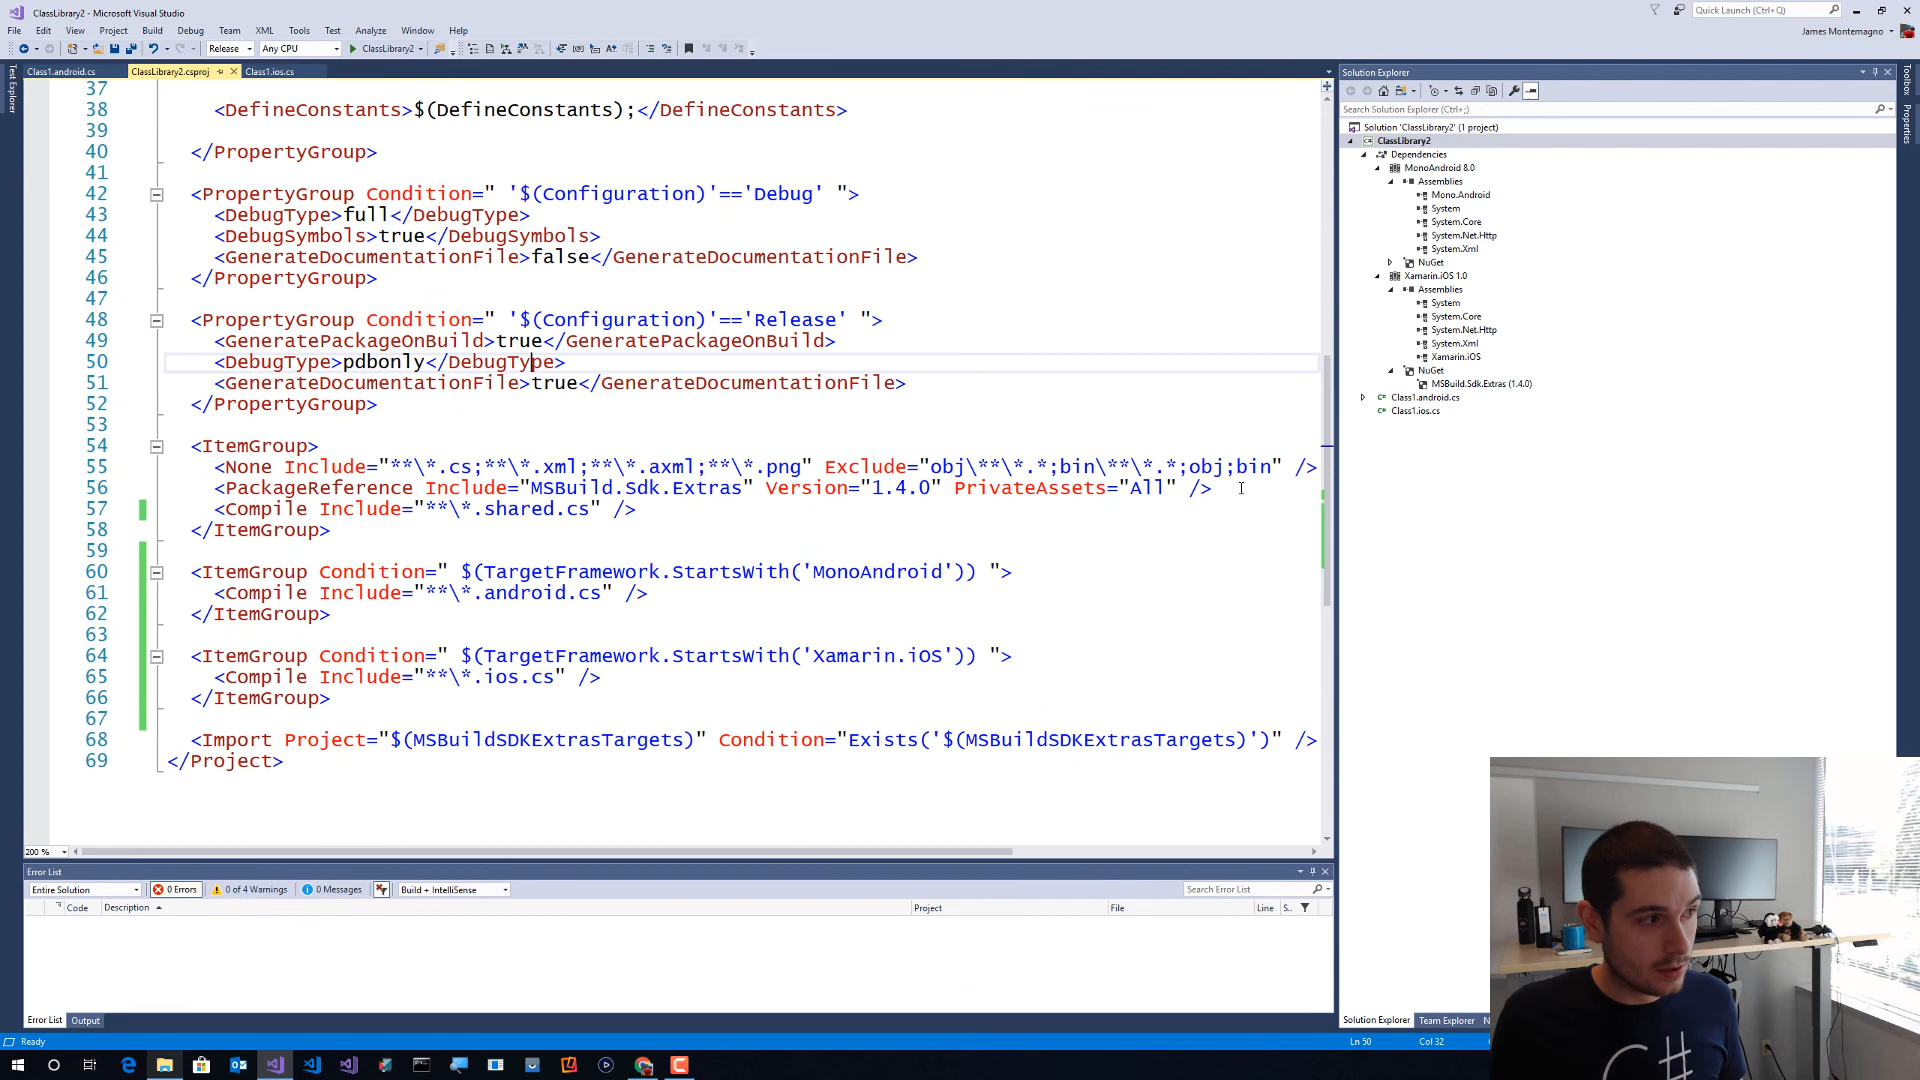 ClassLibrary2 - Microsoft Visual Studio
Quick Launch (Ctrl+Q)
File Edit View Project Build Debug Team XML Tools Test Analyze Window Help
James Montemagno
Release Any CPU ClassLibrary2
Test Explorer
Class1.android.cs ClassLibrary2.csproj Class1.ios.cs
37
38 <DefineConstants>$(DefineConstants);</DefineConstants>
39
40 </PropertyGroup>
41
42 <PropertyGroup Condition=" '$(Configuration)'=='Debug' ">
43 <DebugType>full</DebugType>
44 <DebugSymbols>true</DebugSymbols>
45 <GenerateDocumentationFile>false</GenerateDocumentationFile>
46 </PropertyGroup>
47
48 <PropertyGroup Condition=" '$(Configuration)'=='Release' ">
49 <GeneratePackageOnBuild>true</GeneratePackageOnBuild>
50 <DebugType>pdbonly</DebugType>
51 <GenerateDocumentationFile>true</GenerateDocumentationFile>
52 </PropertyGroup>
53
54 <ItemGroup>
55 <None Include="**\*.cs;**\*.xml;**\*.axml;**\*.png" Exclude="obj\**\*.*;bin\**\*.*;obj;bin" />
56 <PackageReference Include="MSBuild.Sdk.Extras" Version="1.4.0" PrivateAssets="All" />
57 <Compile Include="**\*.shared.cs" />
58 </ItemGroup>
59
60 <ItemGroup Condition=" $(TargetFramework.StartsWith('MonoAndroid')) ">
61 <Compile Include="**\*.android.cs" />
62 </ItemGroup>
63
64 <ItemGroup Condition=" $(TargetFramework.StartsWith('Xamarin.iOS')) ">
65 <Compile Include="**\*.ios.cs" />
66 </ItemGroup>
67
68 <Import Project="$(MSBuildSDKExtrasTargets)" Condition="Exists('$(MSBuildSDKExtrasTargets)')" />
69 </Project>
200 %
Error List
Entire Solution 0 Errors 0 of 4 Warnings 0 Messages Build + IntelliSense Search Error List
Code Description Project File Line S..
Error List Output
Solution Explorer
Search Solution Explorer (Ctrl+;)
Solution 'ClassLibrary2' (1 project)
ClassLibrary2
Dependencies
MonoAndroid 8.0
Assemblies
Mono.Android
System
System.Core
System.Net.Http
System.Xml
NuGet
Xamarin.iOS 1.0
Assemblies
System
System.Core
System.Net.Http
System.Xml
Xamarin.iOS
NuGet
MSBuild.Sdk.Extras (1.4.0)
Class1.android.cs
Class1.ios.cs
Toolbox
Properties
Solution Explorer Team Explorer N
Ready Ln 50 Col 32
C#